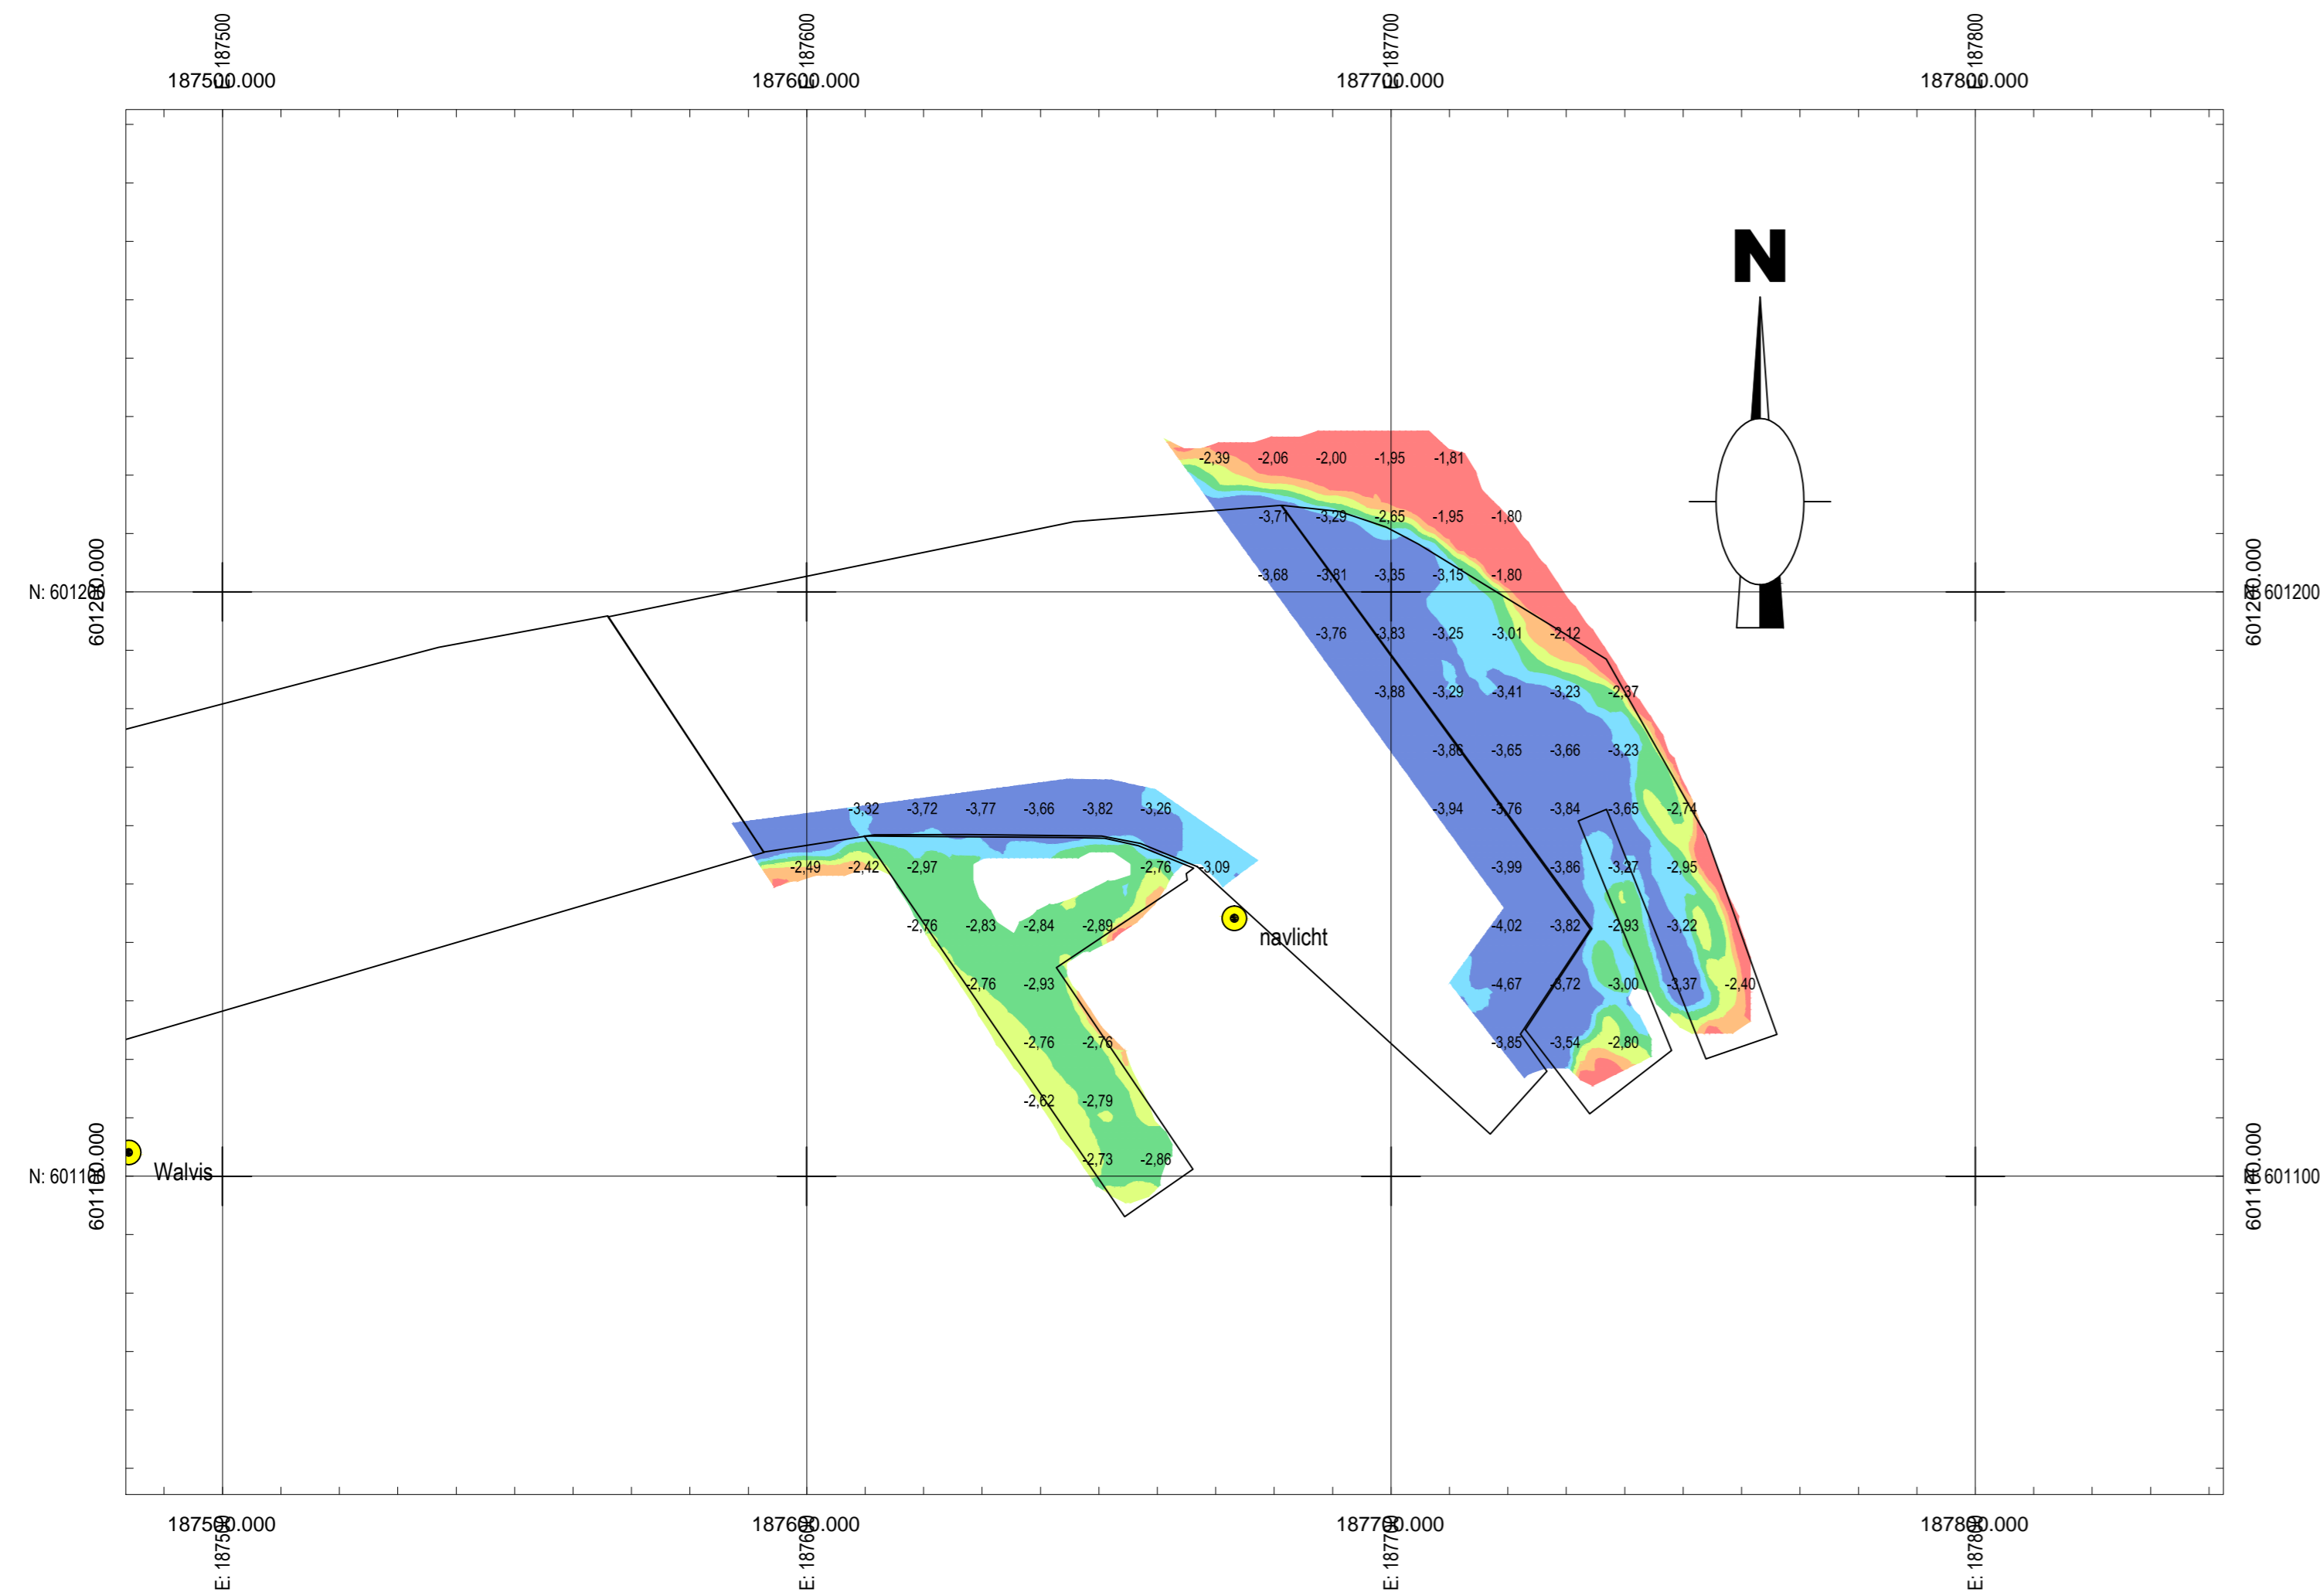 E: 187500 E: 187600 E: 187700 E: 187800
187500.000 187600.000 187700.000 187800.000
N
-2,39 -2,06 -2,00 -1,95 -1,81
-3,71 -3,29 -2,65 -1,95 -1,80
-3,68 -3,81 -3,35 -3,15 -1,80
N: 601200 601200.000 601200.000 N: 601200
-3,76 -3,83 -3,25 -3,01 -2,12
-3,88 -3,29 -3,41 -3,23 -2,37
-3,86 -3,65 -3,66 -3,23
-3,32 -3,72 -3,77 -3,66 -3,82 -3,26 -3,94 -3,76 -3,84 -3,65 -2,74
-2,49 -2,42 -2,97 -2,76 -3,09 -3,99 -3,86 -3,27 -2,95
-2,76 -2,83 -2,84 -2,89 -4,02 -3,82 -2,93 -3,22
navlicht
-2,76 -2,93 -4,67 -3,72 -3,00 -3,37 -2,40
-2,76 -2,76 -3,85 -3,54 -2,80
-2,62 -2,79
-2,73 -2,86
Walvis
N: 601100 601100.000 601100.000 N: 601100
187500.000 187600.000 187700.000 187800.000
E: 187500 E: 187600 E: 187700 E: 187800